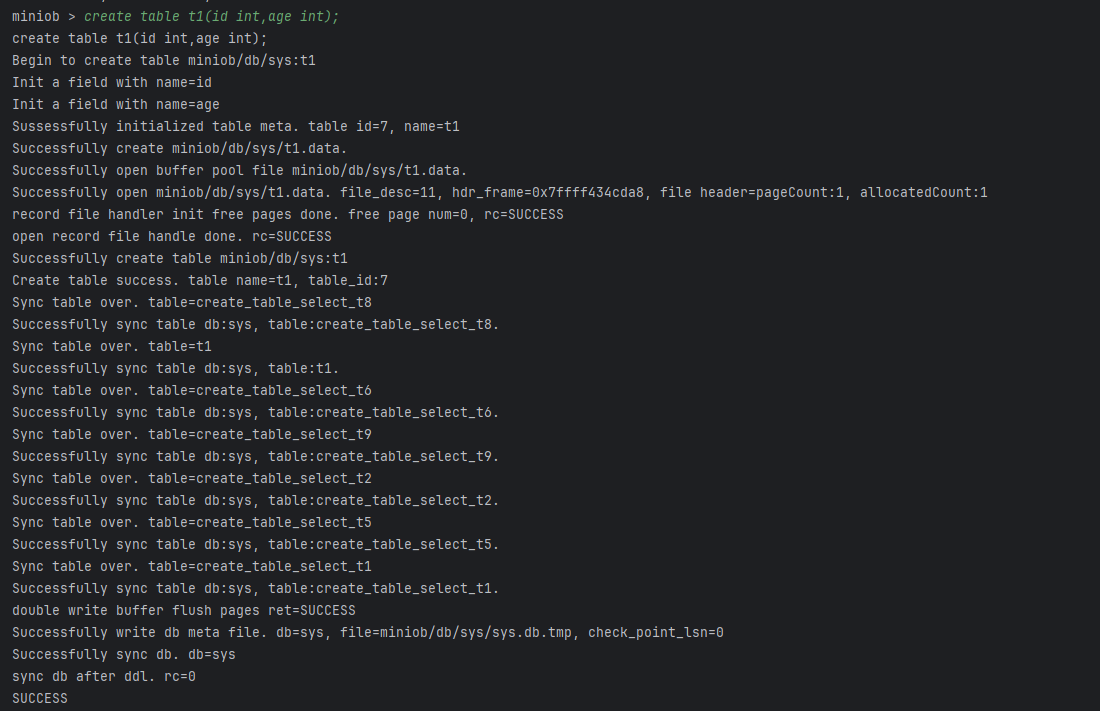 miniob > create table t1(id int,age int);
create table t1(id int,age int);
Begin to create table miniob/db/sys:t1
Init a field with name=id
Init a field with name=age
Sussessfully initialized table meta. table id=7, name=t1
Successfully create miniob/db/sys/t1.data.
Successfully open buffer pool file miniob/db/sys/t1.data.
Successfully open miniob/db/sys/t1.data. file_desc=11, hdr_frame=0x7ffff434cda8, file header=pageCount:1, allocatedCount:1
record file handler init free pages done. free page num=0, rc=SUCCESS
open record file handle done. rc=SUCCESS
Successfully create table miniob/db/sys:t1
Create table success. table name=t1, table_id:7
Sync table over. table=create_table_select_t8
Successfully sync table db:sys, table:create_table_select_t8.
Sync table over. table=t1
Successfully sync table db:sys, table:t1.
Sync table over. table=create_table_select_t6
Successfully sync table db:sys, table:create_table_select_t6.
Sync table over. table=create_table_select_t9
Successfully sync table db:sys, table:create_table_select_t9.
Sync table over. table=create_table_select_t2
Successfully sync table db:sys, table:create_table_select_t2.
Sync table over. table=create_table_select_t5
Successfully sync table db:sys, table:create_table_select_t5.
Sync table over. table=create_table_select_t1
Successfully sync table db:sys, table:create_table_select_t1.
double write buffer flush pages ret=SUCCESS
Successfully write db meta file. db=sys, file=miniob/db/sys/sys.db.tmp, check_point_lsn=0
Successfully sync db. db=sys
sync db after ddl. rc=0
SUCCESS